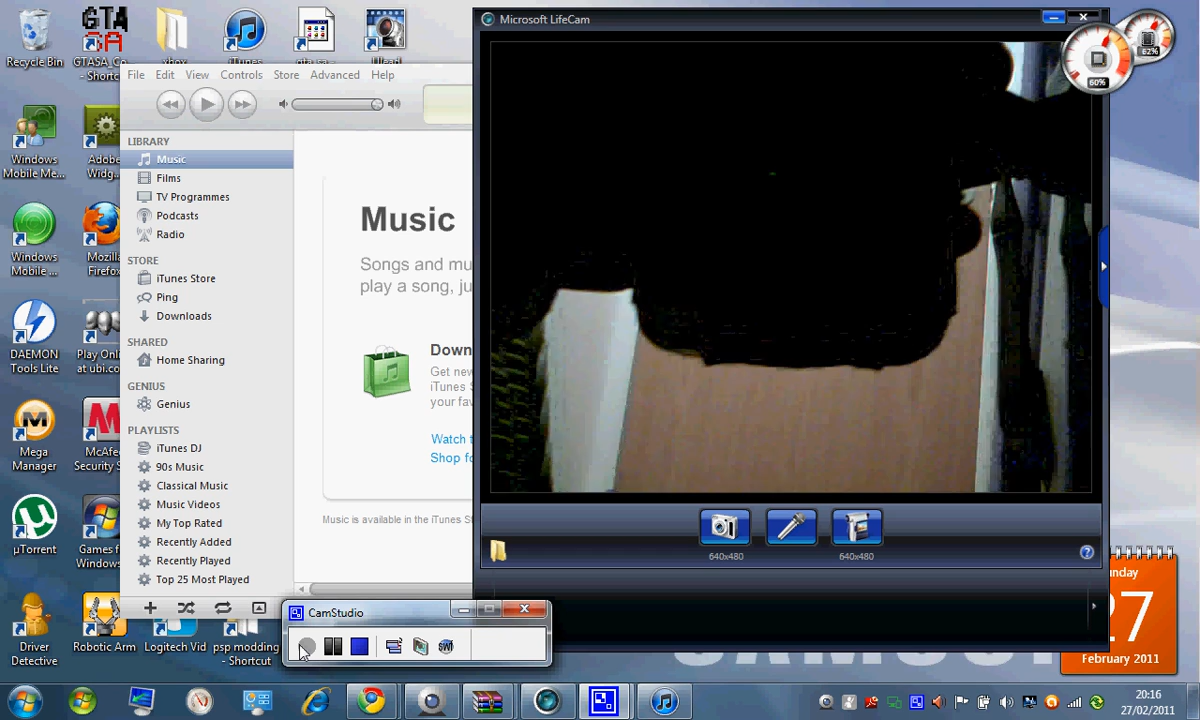 Recycle Bin
GTASA_Co...
- Shortc
xbox
iTunes
gta sa -
Ulead
Windows
Mobile Me...
Adobe
Widg..
Windows
Mobile ...
Mozilla
Firefox
DAEMON
Tools Lite
Play Onli
at ubi.co
Mega
Manager
McAfe
Security S
µTorrent
Games f
Windows
Driver
Detective
Robotic Arm
Logitech Vid
psp modding
- Shortcut
File Edit View Controls Store Advanced Help
LIBRARY
Music
Films
TV Programmes
Podcasts
Radio
STORE
iTunes Store
Ping
Downloads
SHARED
Home Sharing
GENIUS
Genius
PLAYLISTS
iTunes DJ
90s Music
Classical Music
Music Videos
My Top Rated
Recently Added
Recently Played
Top 25 Most Played
Music
Songs and mu
play a song, ju
Down
Get new
iTunes S
your fav
Watch t
Shop fo
Music is available in the iTunes St
Microsoft LifeCam
640x480
640x480
60%
62%
CamStudio
SWF
SAMSU
nday
27
February 2011
20:16
27/02/2011